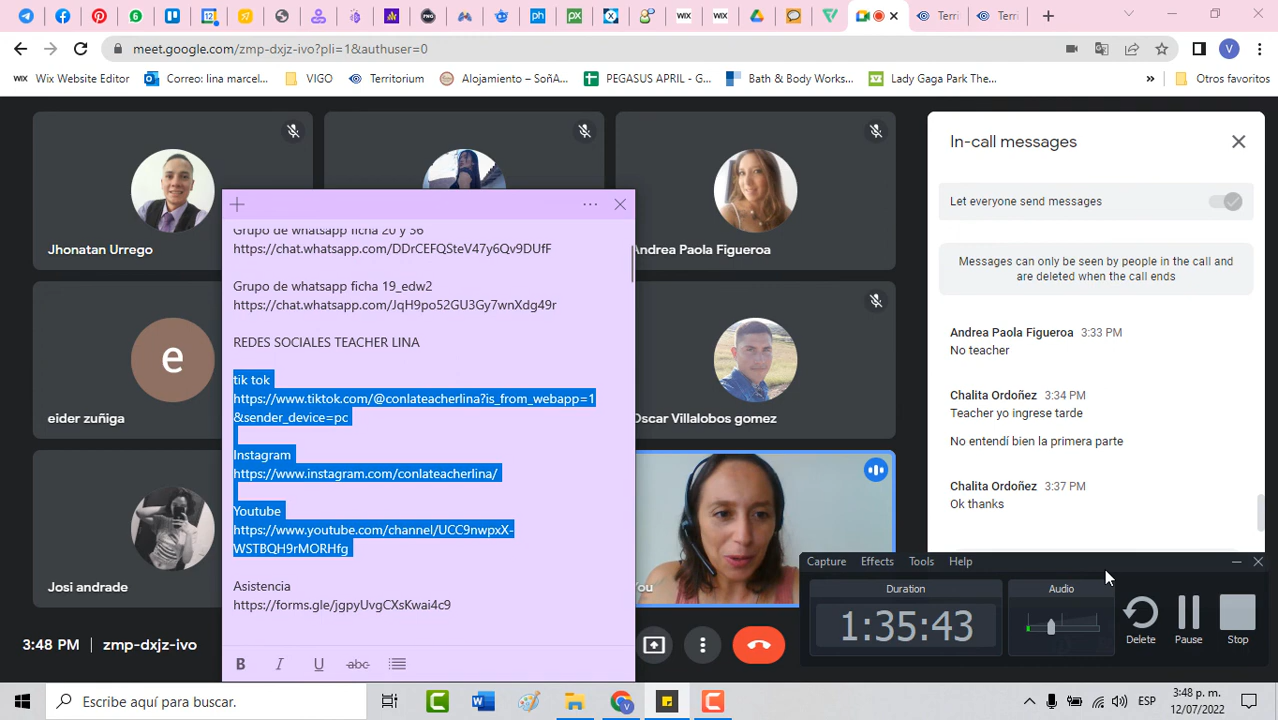 Terri
Terri
meet.google.com/zmp-dxjz-ivo?pli=1&authuser=0
V
Wix Website Editor
Correo: lina marcel...
VIGO
Territorium
Alojamiento – SoñA...
PEGASUS APRIL - G...
Bath & Body Works...
Lady Gaga Park The...
»
Otros favoritos
Jhonatan Urrego
Andrea Paola Figueroa
e
eider zuñiga
Oscar Villalobos gomez
Josi andrade
You
Grupo de whatsapp ficha 20 y 36
https://chat.whatsapp.com/DDrCEFQSteV47y6Qv9DUfF
Grupo de whatsapp ficha 19_edw2
https://chat.whatsapp.com/JqH9po52GU3Gy7wnXdg49r
REDES SOCIALES TEACHER LINA
tik tok
https://www.tiktok.com/@conlateacherlina?is_from_webapp=1
&sender_device=pc
Instagram
https://www.instagram.com/conlateacherlina/
Youtube
https://www.youtube.com/channel/UCC9nwpxX-
WSTBQH9rMORHfg
Asistencia
https://forms.gle/jgpyUvgCXsKwai4c9
B I U abc
In-call messages
Let everyone send messages
Messages can only be seen by people in the call and
are deleted when the call ends
Andrea Paola Figueroa 3:33 PM
No teacher
Chalita Ordoñez 3:34 PM
Teacher yo ingrese tarde
No entendí bien la primera parte
Chalita Ordoñez 3:37 PM
Ok thanks
Capture Effects Tools Help
Duration
1:35:43
Audio
Delete
Pause
Stop
3:48 PM | zmp-dxjz-ivo
Escribe aquí para buscar.
ESP
3:48 p. m.
12/07/2022